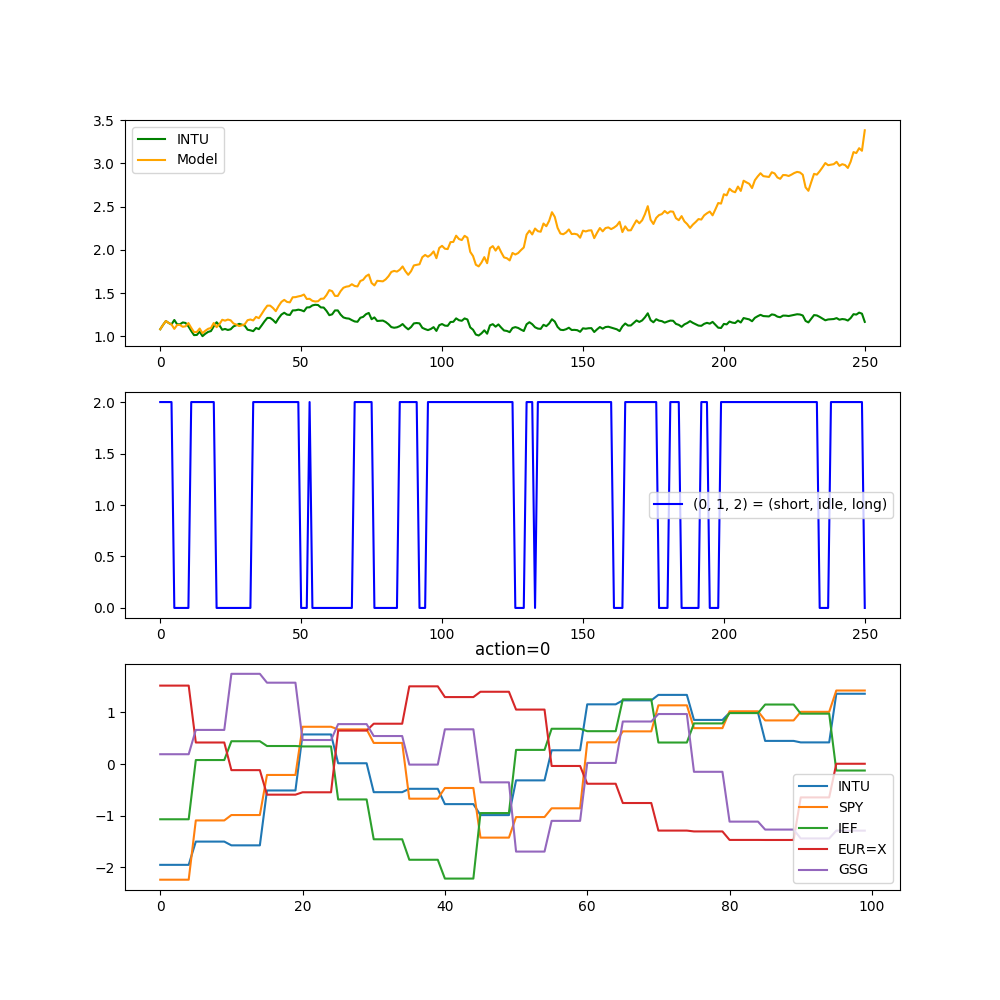 3.5
3.0
2.5
2.0
1.5
1.0
INTU
Model
0 50 100 150 200 250
2.0
1.5
1.0
0.5
0.0
(0, 1, 2) = (short, idle, long)
0 50 100 150 200 250
action=0
1
0
−1
−2
INTU
SPY
IEF
EUR=X
GSG
0 20 40 60 80 100